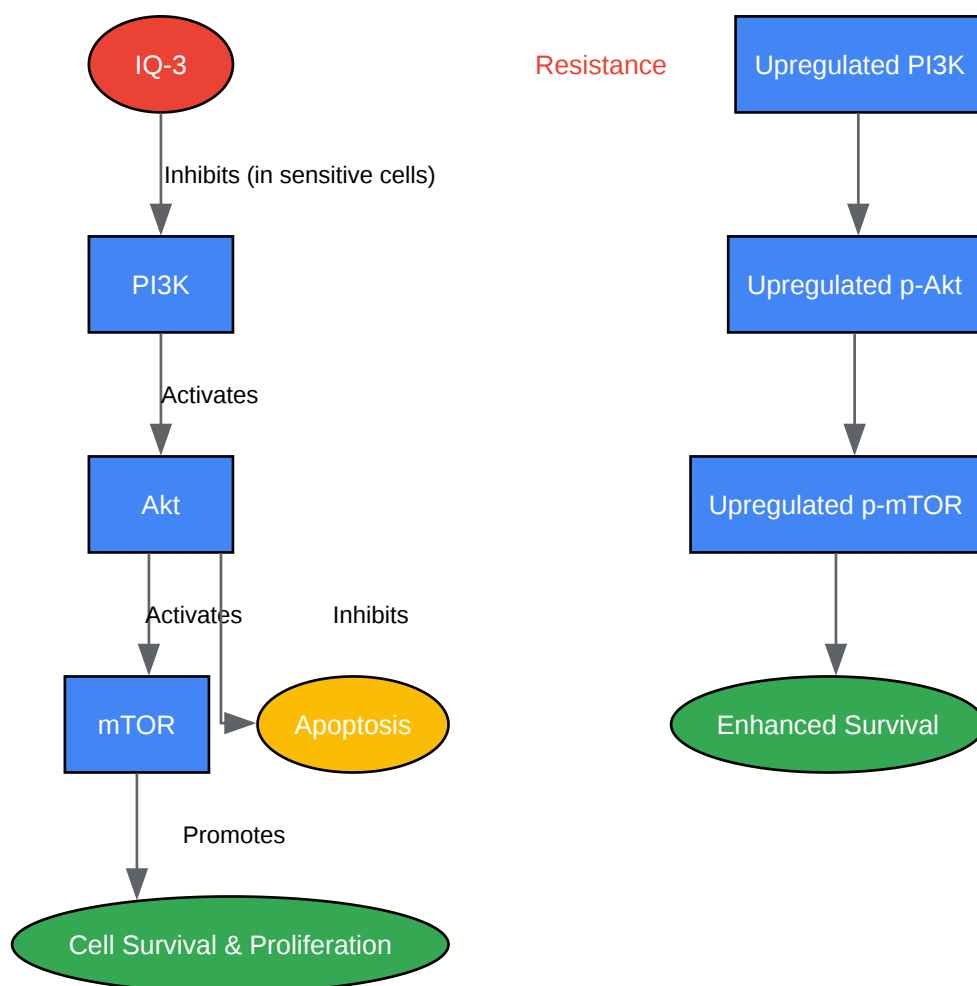 IQ-3
Inhibits (in sensitive cells)
PI3K
Activates
Akt
Activates
Inhibits
mTOR
Apoptosis
Promotes
Cell Survival & Proliferation
Resistance
Upregulated PI3K
Upregulated p-Akt
Upregulated p-mTOR
Enhanced Survival